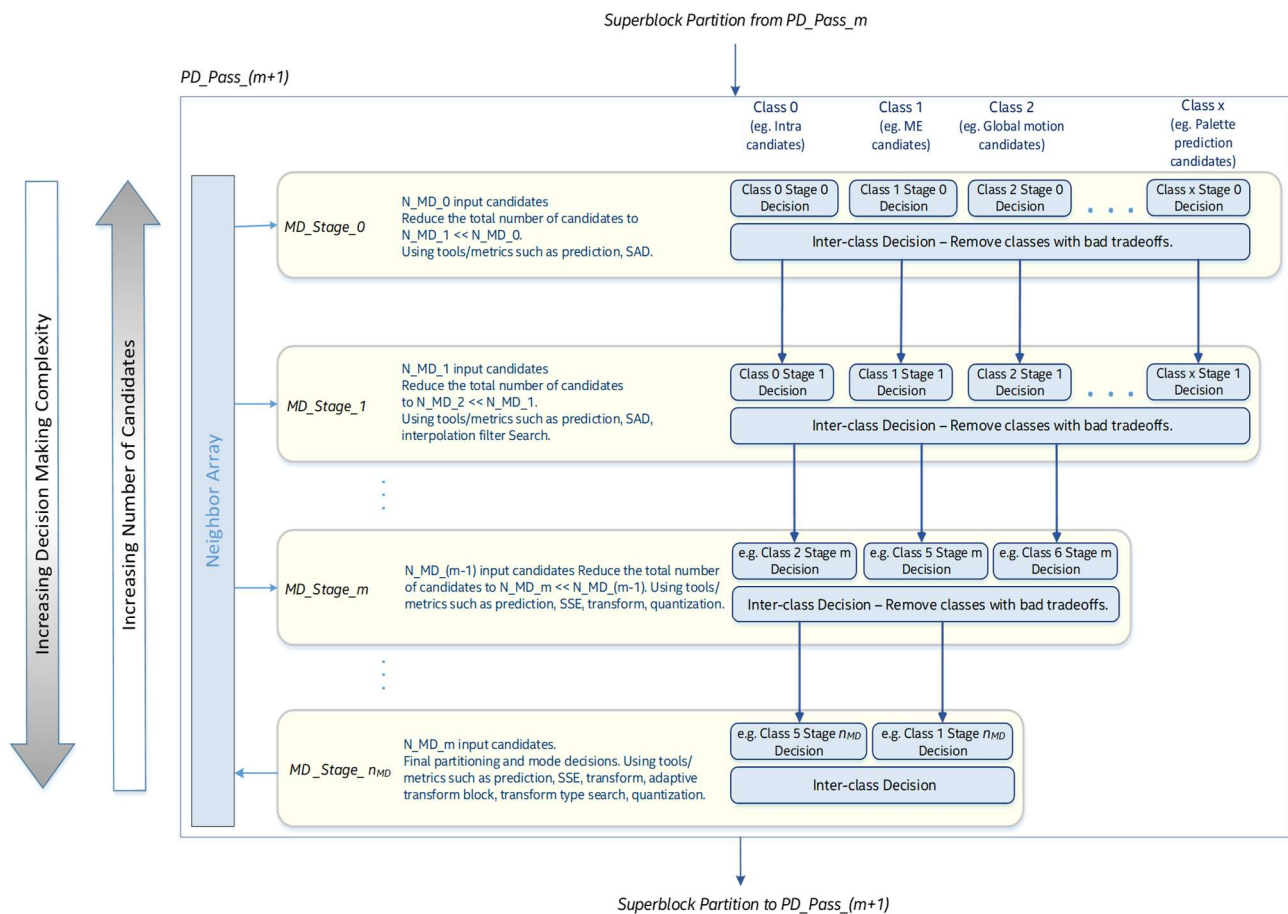 Superblock Partition from PD_Pass_m
PD_Pass_(m+1)
Class 0
(eg. Intra
candiates)
Class 1
(eg. ME
candiates)
Class 2
(eg. Global motion
candiates)
Class x
(eg. Palette
prediction
candidates)
Increasing Decision Making Complexity
Increasing Number of Candidates
Neighbor Array
MD_Stage_0
N_MD_0 input candidates
Reduce the total number of candidates to
N_MD_1 << N_MD_0.
Using tools/metrics such as prediction, SAD.
Class 0 Stage 0
Decision
Class 1 Stage 0
Decision
Class 2 Stage 0
Decision
. . .
Class x Stage 0
Decision
Inter-class Decision – Remove classes with bad tradeoffs.
MD_Stage_1
N_MD_1 input candidates
Reduce the total number of candidates
to N_MD_2 << N_MD_1.
Using tools/metrics such as prediction, SAD,
interpolation filter Search.
Class 0 Stage 1
Decision
Class 1 Stage 1
Decision
Class 2 Stage 1
Decision
. . .
Class x Stage 1
Decision
Inter-class Decision – Remove classes with bad tradeoffs.
MD_Stage_m
N_MD_(m-1) input candidates Reduce the total number
of candidates to N_MD_m << N_MD_(m-1). Using tools/
metrics such as prediction, SSE, transform, quantization.
e.g. Class 2 Stage m
Decision
e.g. Class 5 Stage m
Decision
e.g. Class 6 Stage m
Decision
Inter-class Decision – Remove classes with bad tradeoffs.
MD_Stage_ nMD
N_MD_m input candidates.
Final partitioning and mode decisions. Using tools/
metrics such as prediction, SSE, transform, adaptive
transform block, transform type search, quantization.
e.g. Class 5 Stage nMD
Decision
e.g. Class 1 Stage nMD
Decision
Inter-class Decision
Superblock Partition to PD_Pass_(m+1)